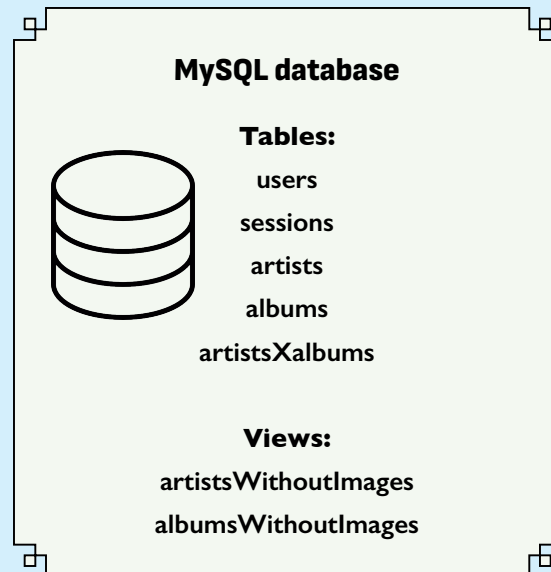 MySQL database
Tables:
users
sessions
artists
albums
artistsXalbums
Views:
artistsWithoutImages
albumsWithoutImages